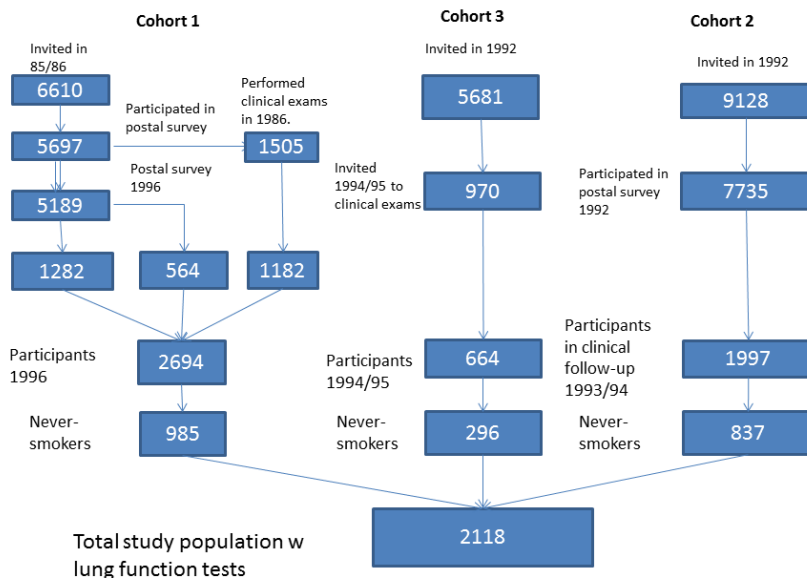 Cohort 1
Cohort 3
Cohort 2
Invited in
85/86
6610
Invited in 1992
5681
Invited in 1992
9128
Participated in
postal survey
Performed
clinical exams
in 1986.
5697
1505
Postal survey
1996
5189
Invited
1994/95 to
clinical exams
970
Participated
in postal survey
1992
7735
1282
564
1182
Participants
1996
2694
Participants
1994/95
664
Participants
in clinical
follow-up
1993/94
1997
Never-
smokers
985
Never-
smokers
296
Never-
smokers
837
Total study population w
lung function tests
2118